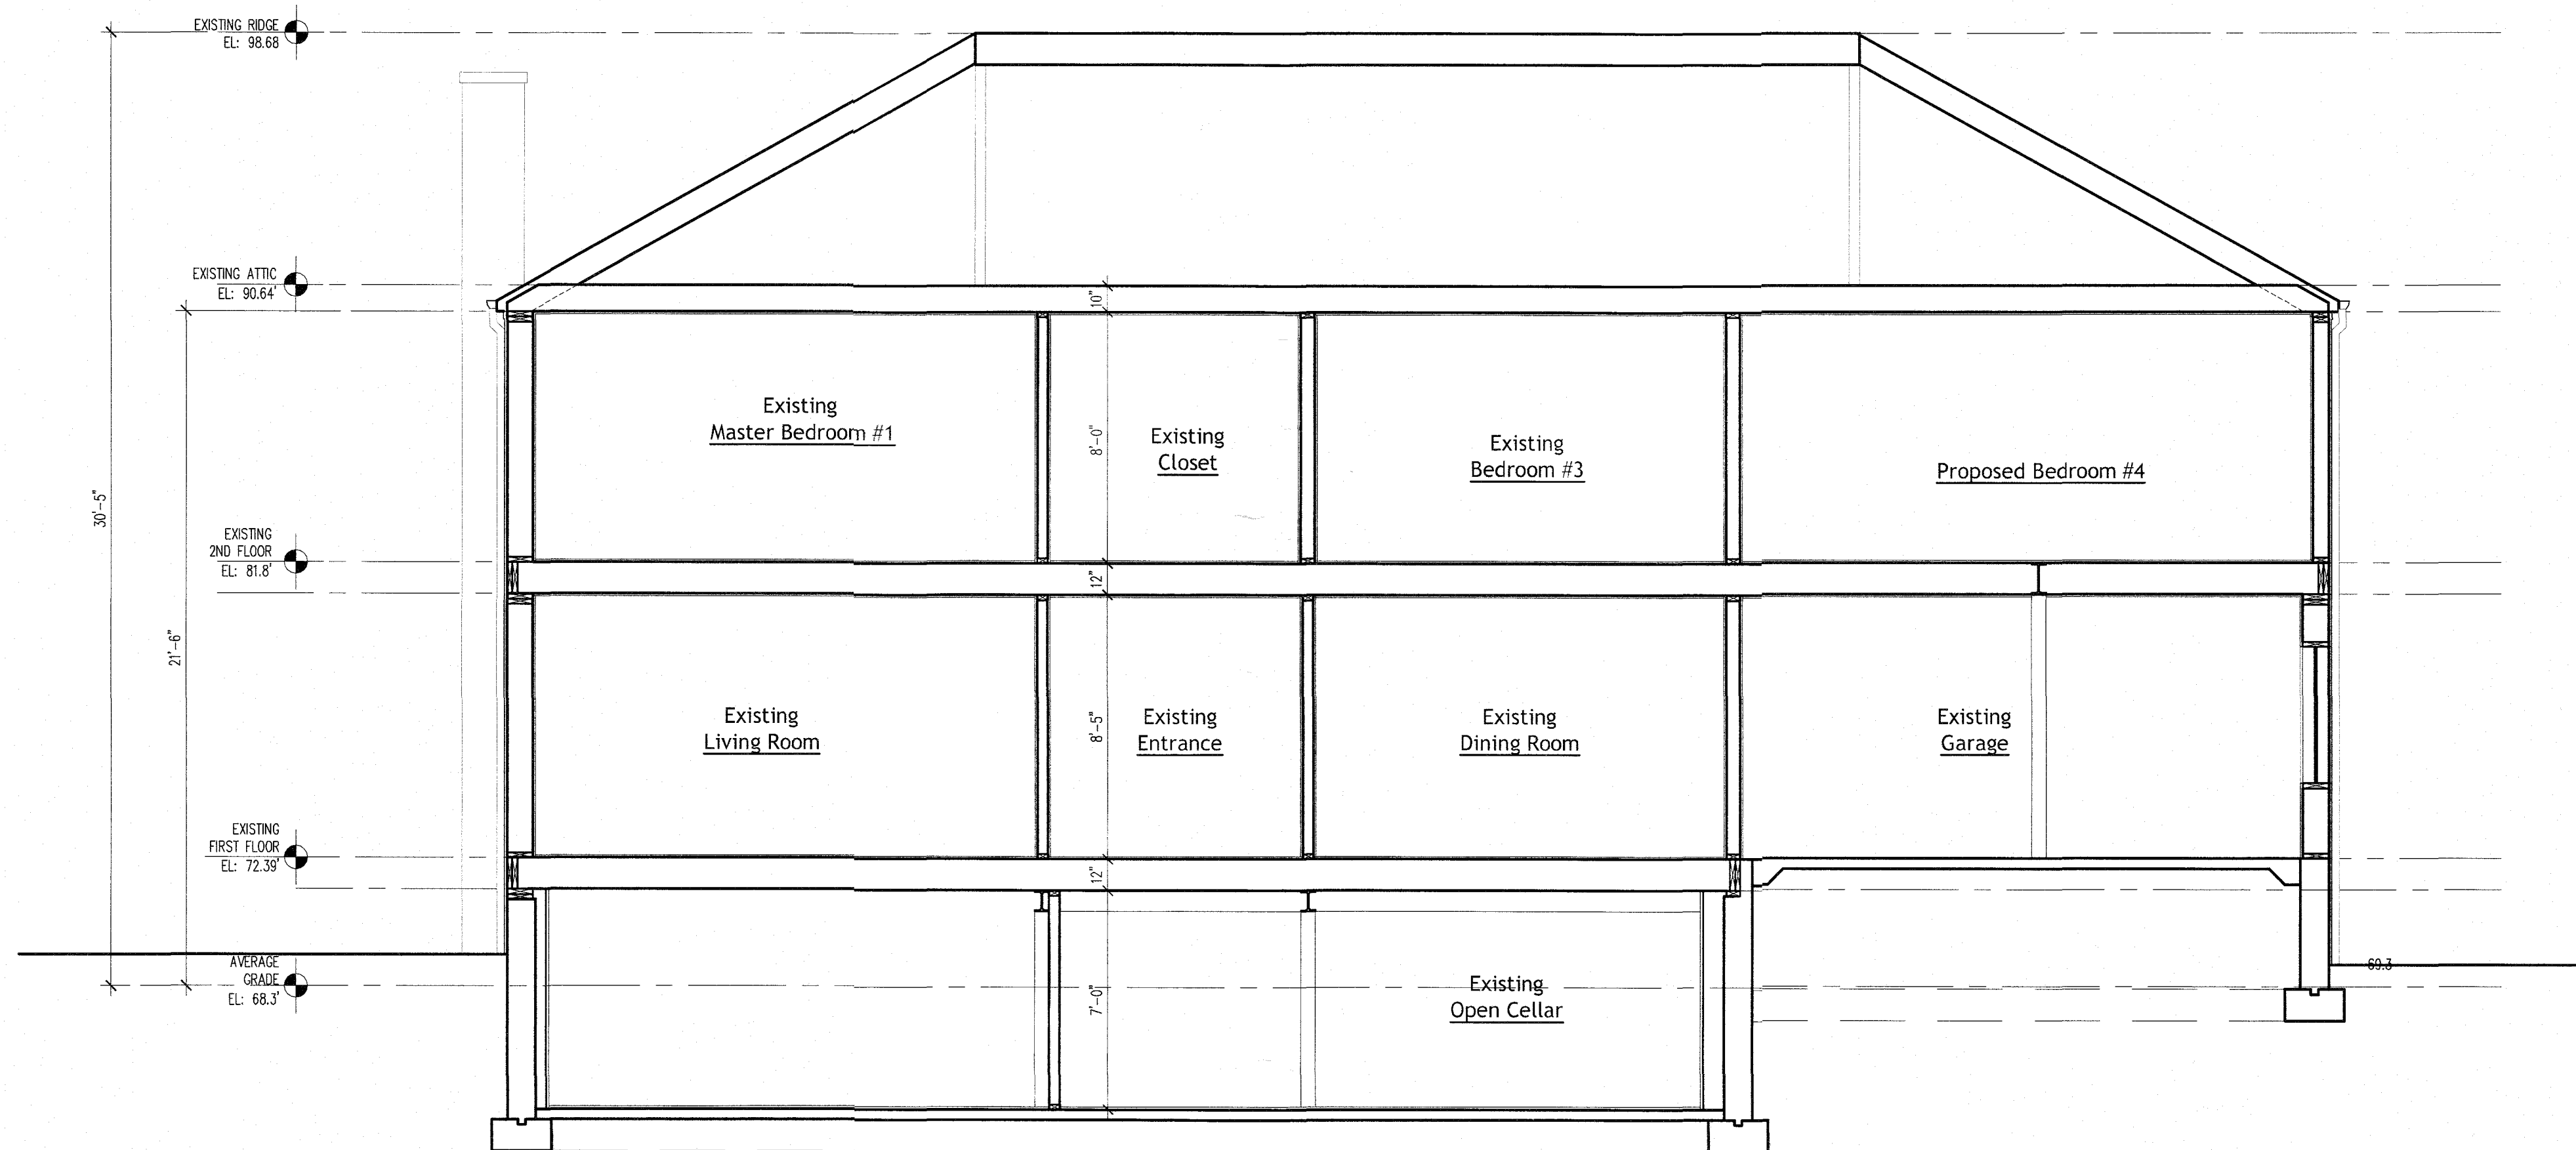 EXISTING RIDGE
EL: 98.68
EXISTING ATTIC
EL: 90.64'
10"
30'-5"
21'-6"
Existing
Master Bedroom #1
8'-0"
Existing
Closet
Existing
Bedroom #3
Proposed Bedroom #4
EXISTING
2ND FLOOR
EL: 81.8'
12"
Existing
Living Room
8'-5"
Existing
Entrance
Existing
Dining Room
Existing
Garage
EXISTING
FIRST FLOOR
EL: 72.39'
12"
AVERAGE
GRADE
EL: 68.3'
7'-0"
Existing
Open Cellar
69.3